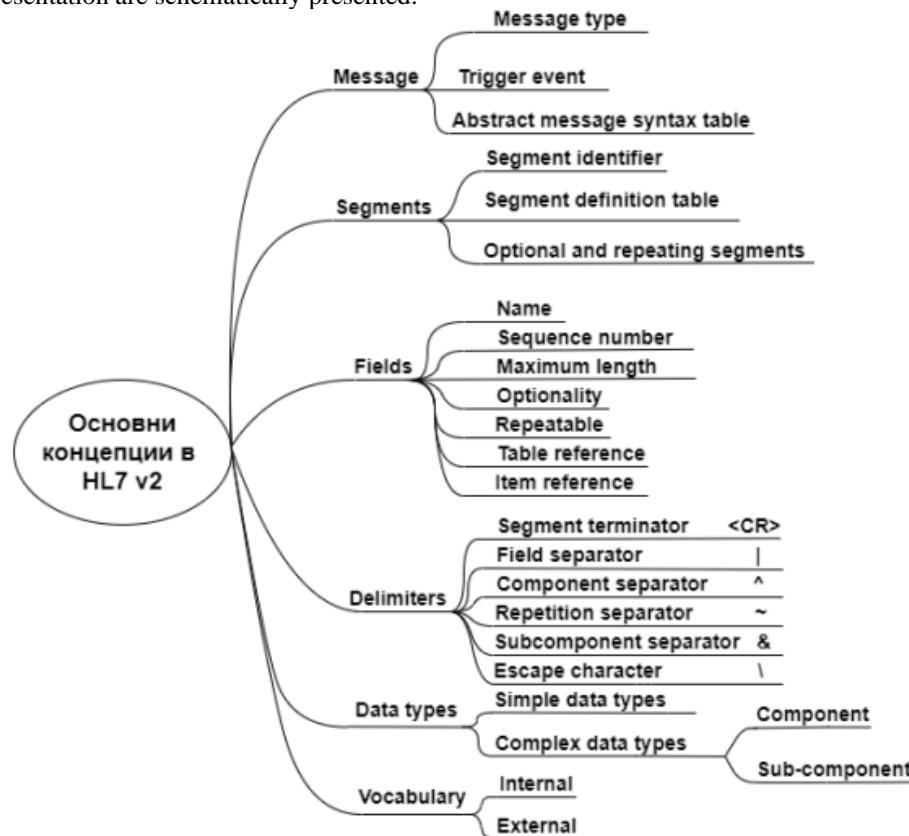 esentation are schematically presented.
Message type
Message
Trigger event
Abstract message syntax table
Segment identifier
Segments
Segment definition table
Optional and repeating segments
Name
Sequence number
Fields
Maximum length
Optionality
Repeatable
Table reference
Item reference
Основни
концепции в
HL7 v2
Segment terminator <CR>
Field separator |
Component separator ^
Delimiters
Repetition separator ~
Subcomponent separator &
Escape character \
Data types
Simple data types
Complex data types
Component
Sub-component
Vocabulary
Internal
External